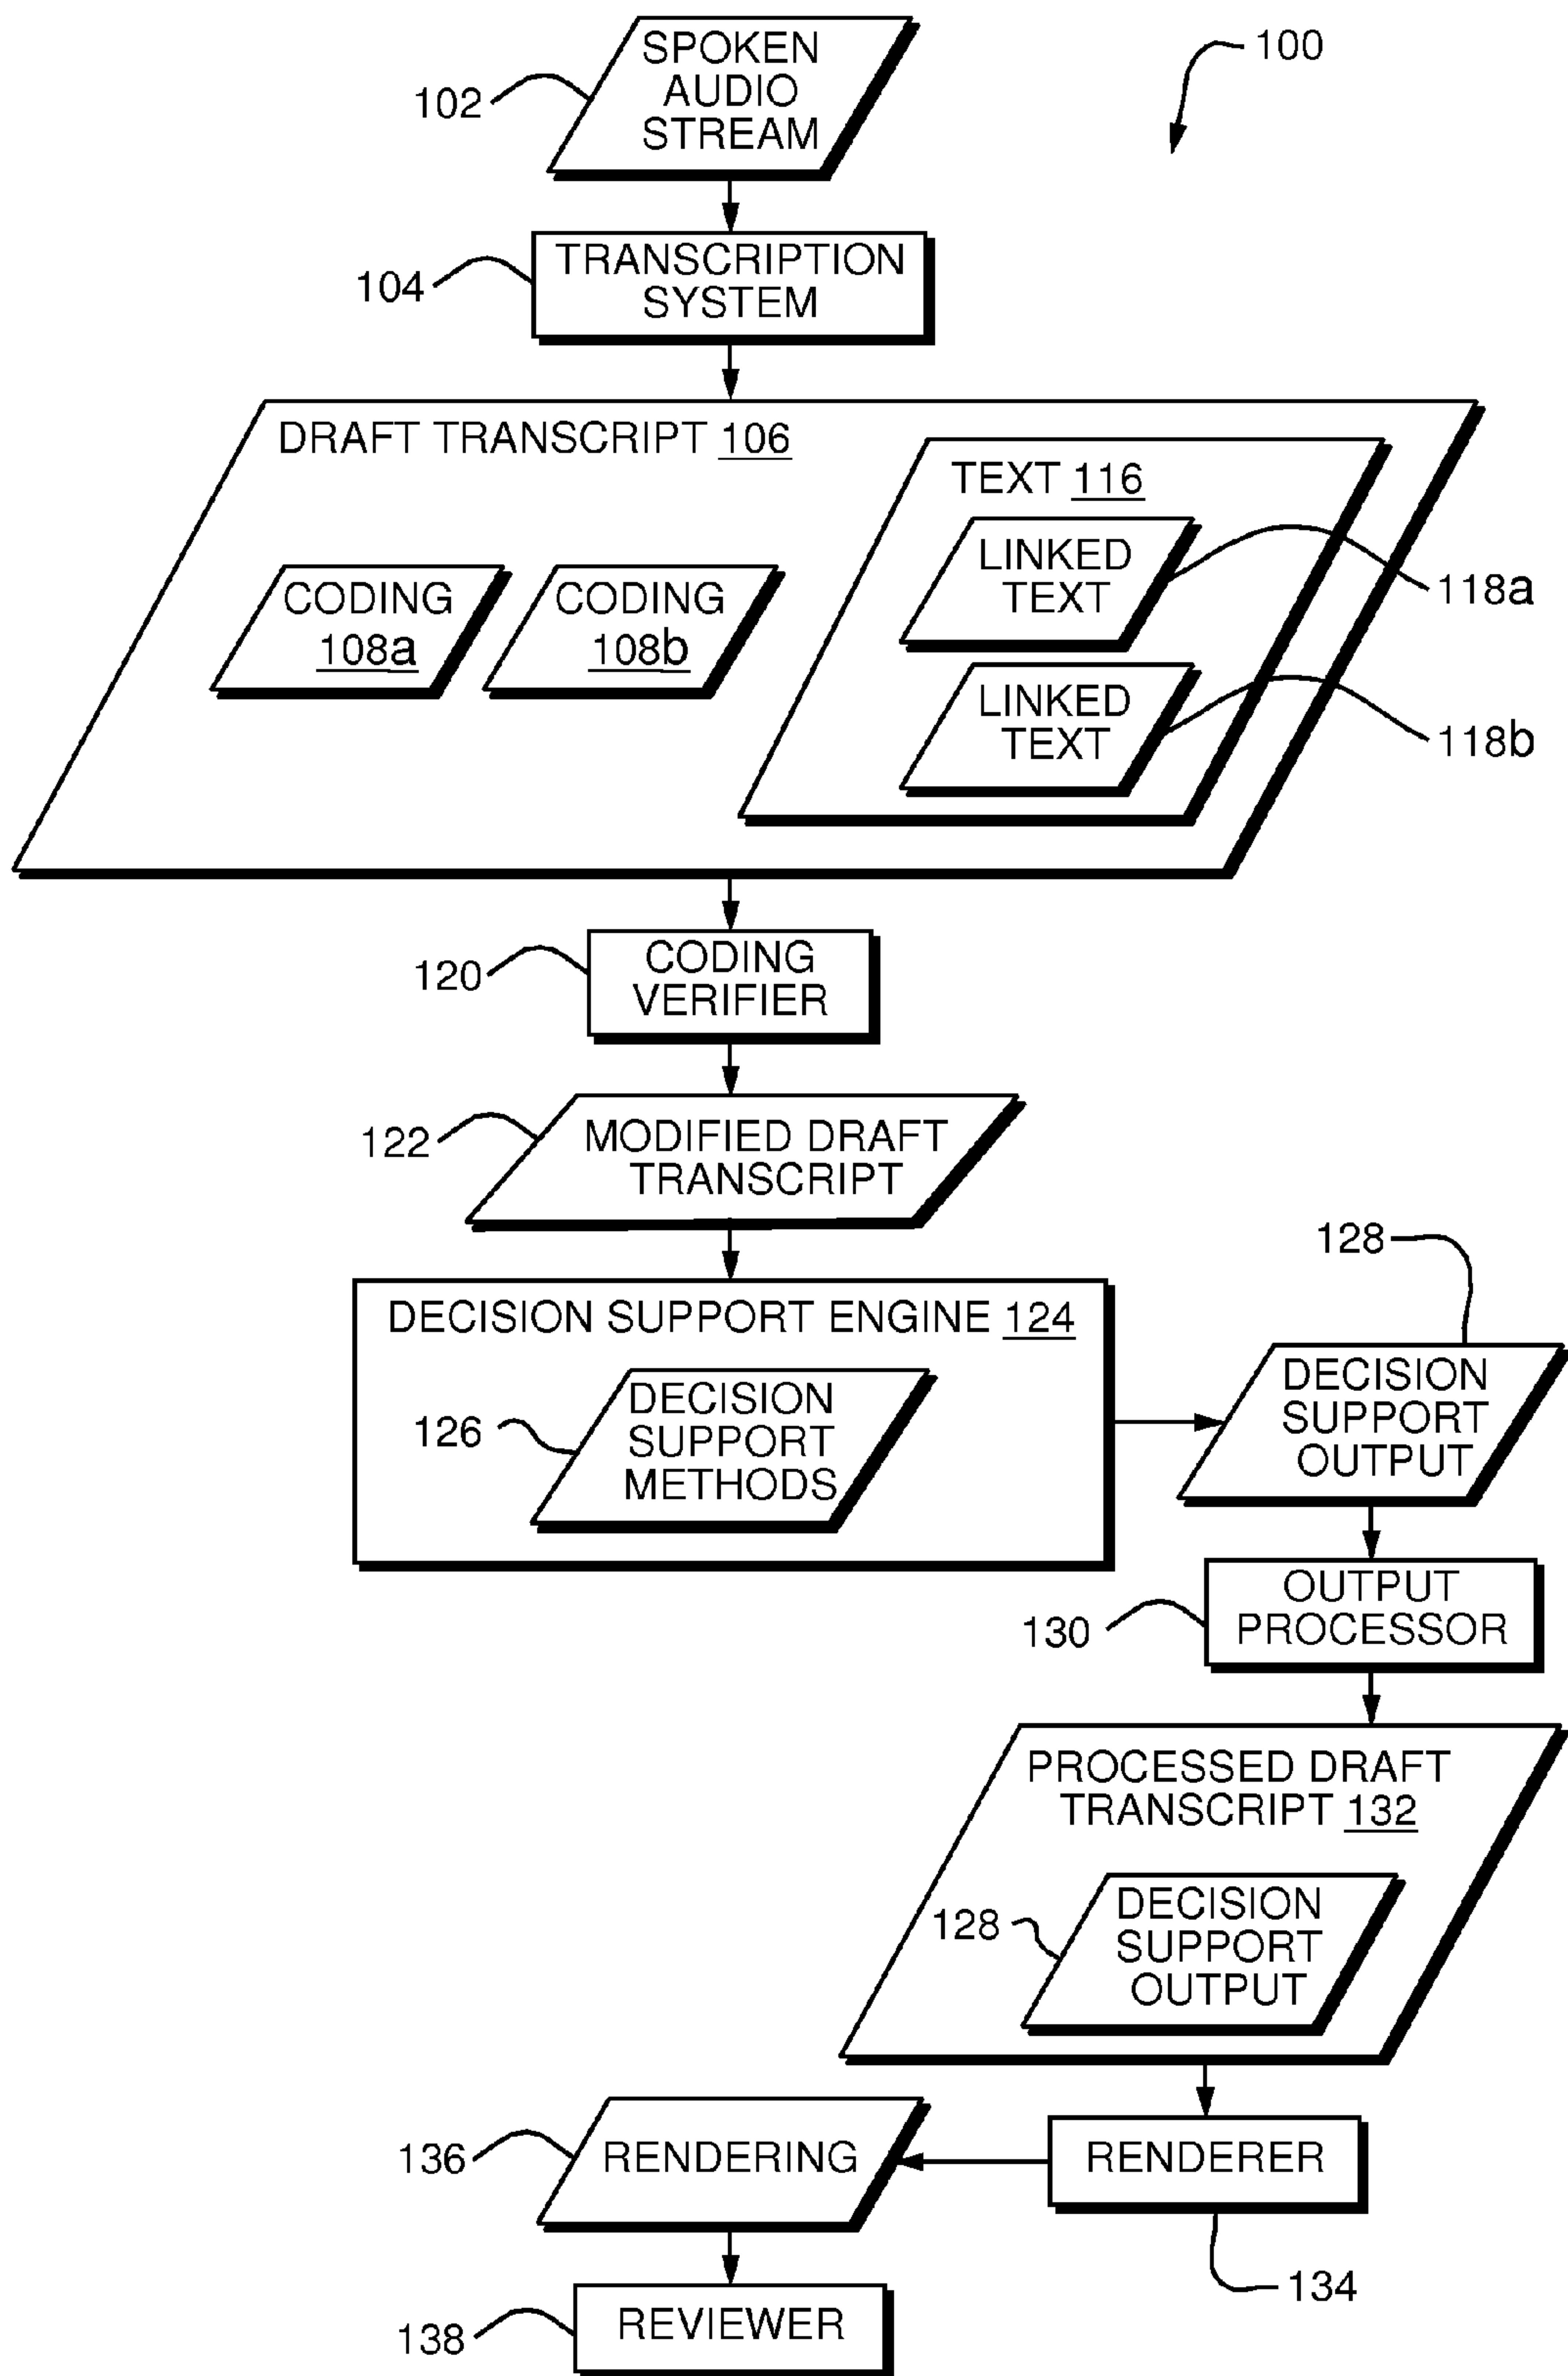 100
SPOKEN
AUDIO
STREAM
102
TRANSCRIPTION
SYSTEM
104
DRAFT TRANSCRIPT 106
TEXT 116
LINKED
TEXT
118a
CODING
108a
CODING
108b
LINKED
TEXT
118b
CODING
VERIFIER
120
MODIFIED DRAFT
TRANSCRIPT
122
DECISION SUPPORT ENGINE 124
DECISION
SUPPORT
METHODS
126
128
DECISION
SUPPORT
OUTPUT
OUTPUT
PROCESSOR
130
PROCESSED DRAFT
TRANSCRIPT 132
DECISION
SUPPORT
OUTPUT
128
RENDERER
134
RENDERING
136
REVIEWER
138